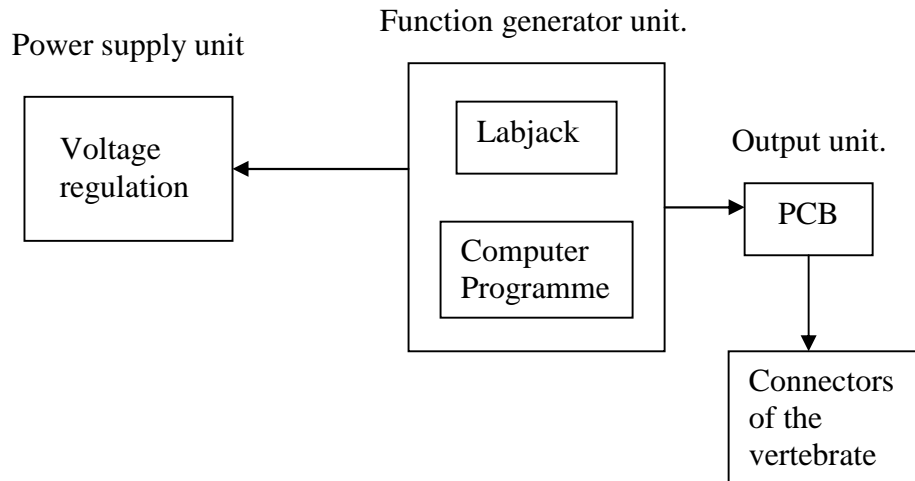 Function generator unit.
Power supply unit
Labjack
Voltage
regulation
Output unit.
PCB
Computer
Programme
Connectors
of the
vertebrate